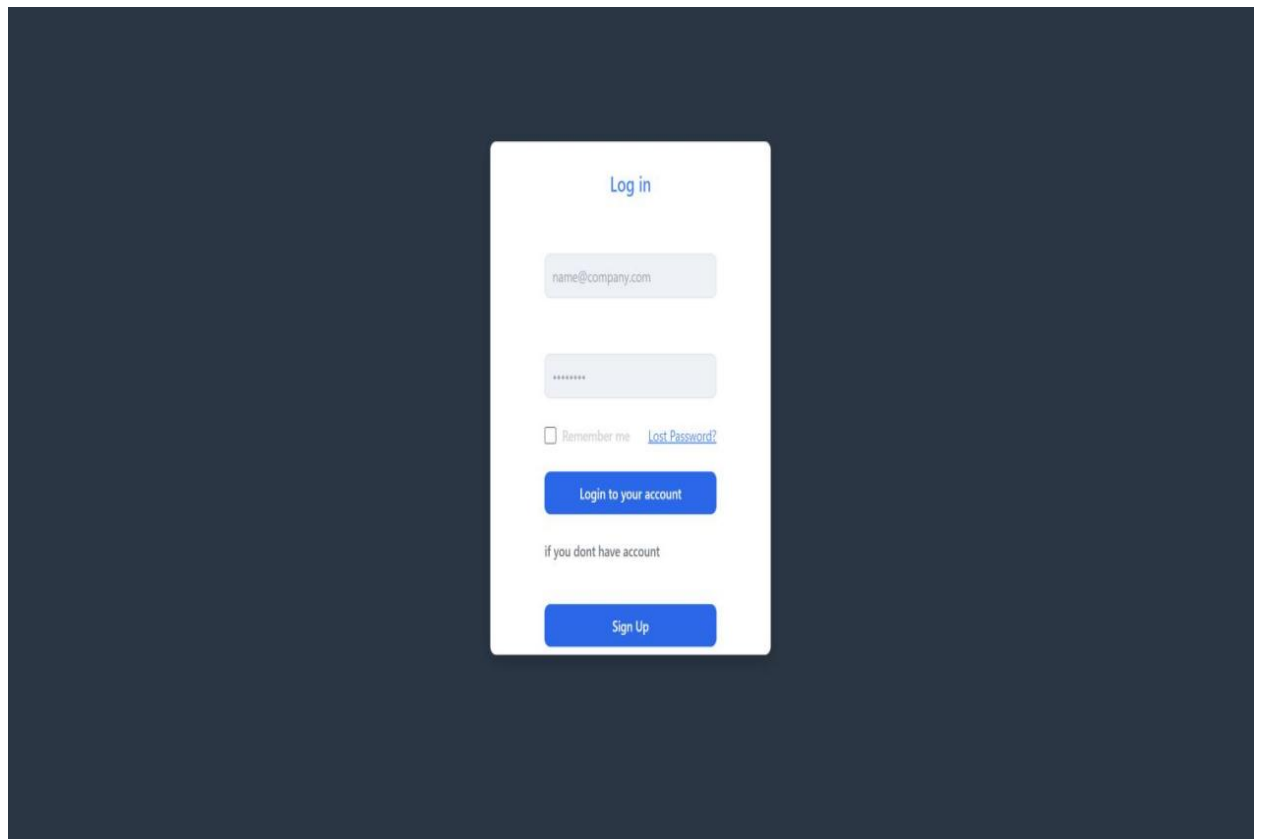 Log in
name@company.com
••••••••
Remember me Lost Password?
Login to your account
if you dont have account
Sign Up